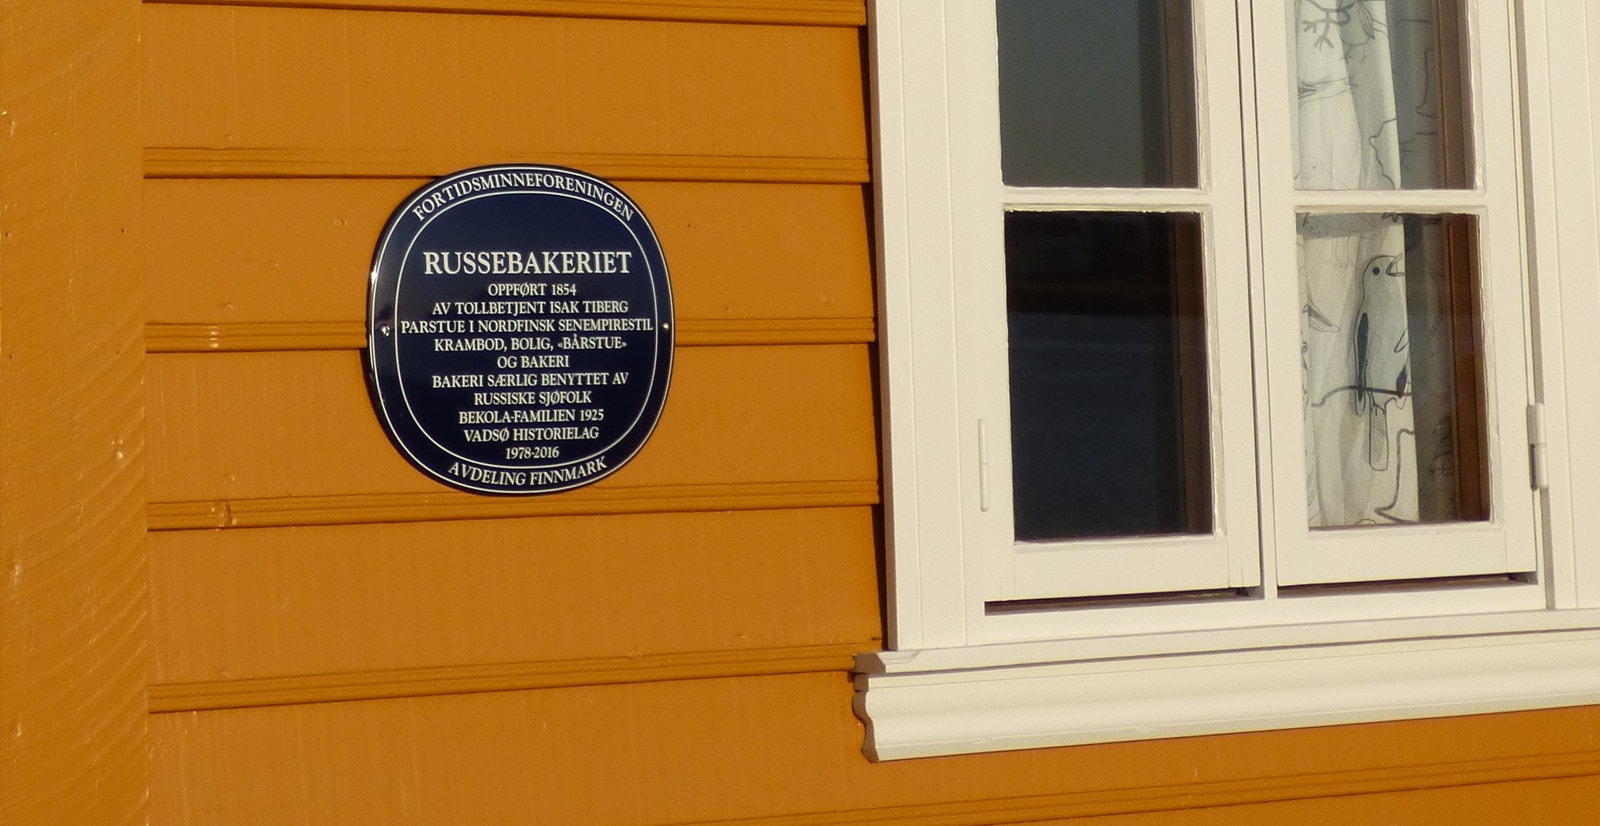 FORTIDSMINNEFORENINGEN
RUSSEBAKERIET
OPPFØRT 1854
AV TOLLBETJENT ISAK TIBERG
PARSTUE I NORDFINSK SENEMPIRESTIL
KRAMBOD, BOLIG, «BÅRSTUE»
OG BAKERI
BAKERI SÆRLIG BENYTTET AV
RUSSISKE SJØFOLK
BEKOLA-FAMILIEN 1925
VADSØ HISTORIELAG
1978-2016
AVDELING FINNMARK